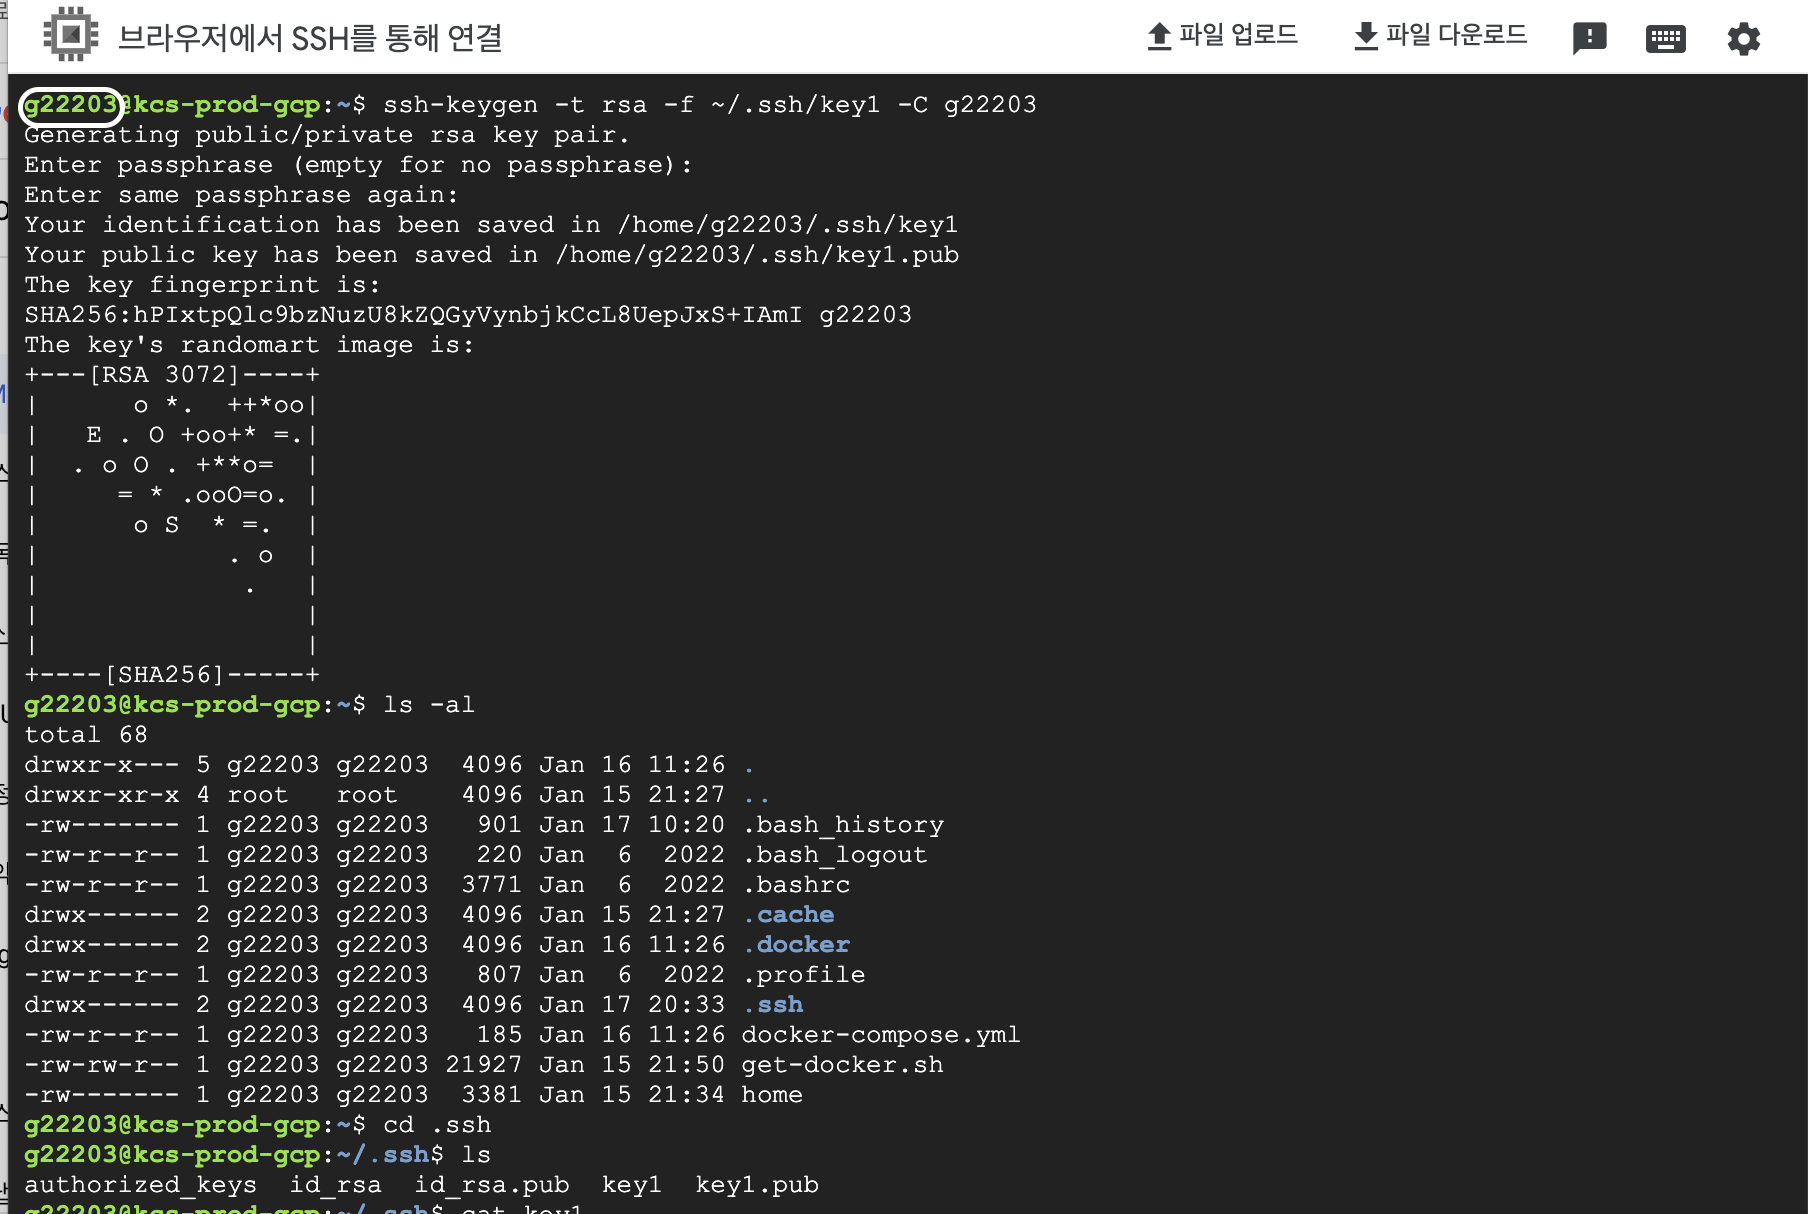 브라우저에서 SSH를 통해 연결
파일 업로드
파일 다운로드
g22203@kcs-prod-gcp:~$ ssh-keygen -t rsa -f ~/.ssh/key1 -C g22203
Generating public/private rsa key pair.
Enter passphrase (empty for no passphrase):
Enter same passphrase again:
Your identification has been saved in /home/g22203/.ssh/key1
Your public key has been saved in /home/g22203/.ssh/key1.pub
The key fingerprint is:
SHA256:hPIxtpQlc9bzNuzU8kZQGyVynbjkCcL8UepJxS+IAmI g22203
The key's randomart image is:
+---[RSA 3072]----+
|      o *.  ++*oo|
|   E . O +oo+* =.|
|  . o O . +**o=  |
|     = * .ooO=o. |
|      o S  * =.  |
|            . o  |
|             .   |
|                 |
|                 |
+----[SHA256]-----+
g22203@kcs-prod-gcp:~$ ls -al
total 68
drwxr-x--- 5 g22203 g22203  4096 Jan 16 11:26 .
drwxr-xr-x 4 root   root    4096 Jan 15 21:27 ..
-rw------- 1 g22203 g22203   901 Jan 17 10:20 .bash_history
-rw-r--r-- 1 g22203 g22203   220 Jan  6  2022 .bash_logout
-rw-r--r-- 1 g22203 g22203  3771 Jan  6  2022 .bashrc
drwx------ 2 g22203 g22203  4096 Jan 15 21:27 .cache
drwx------ 2 g22203 g22203  4096 Jan 16 11:26 .docker
-rw-r--r-- 1 g22203 g22203   807 Jan  6  2022 .profile
drwx------ 2 g22203 g22203  4096 Jan 17 20:33 .ssh
-rw-r--r-- 1 g22203 g22203   185 Jan 16 11:26 docker-compose.yml
-rw-rw-r-- 1 g22203 g22203 21927 Jan 15 21:50 get-docker.sh
-rw------- 1 g22203 g22203  3381 Jan 15 21:34 home
g22203@kcs-prod-gcp:~$ cd .ssh
g22203@kcs-prod-gcp:~/.ssh$ ls
authorized_keys  id_rsa  id_rsa.pub  key1  key1.pub
g22203@kcs-prod-gcp:~/.ssh$ cat key1